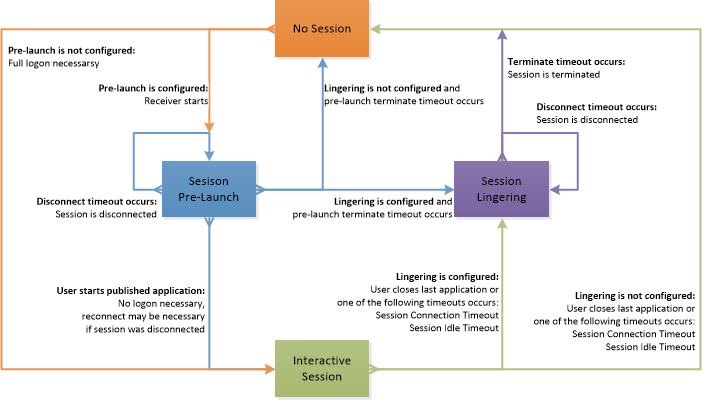 No Session
Pre-launch is not configured:
Full logon necessarsy
Pre-launch is configured:
Receiver starts
Lingering is not configured and
pre-launch terminate timeout occurs
Terminate timeout occurs:
Session is terminated
Disconnect timeout occurs:
Session is disconnected
Sesison
Pre-Launch
Session
Lingering
Disconnect timeout occurs:
Session is disconnected
Lingering is configured and
pre-launch terminate timeout occurs
User starts published application:
No logon necessary,
reconnect may be necessary
if session was disconnected
Lingering is configured:
User closes last application or
one of the following timeouts occurs:
Session Connection Timeout
Session Idle Timeout
Lingering is not configured:
User closes last application or
one of the following timeouts occurs:
Session Connection Timeout
Session Idle Timeout
Interactive
Session